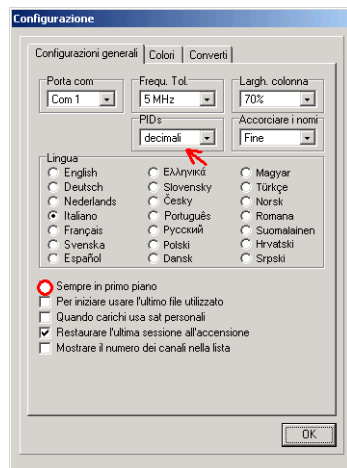 Configurazione
Configurazioni generali Colori Converti
Porta com Frequ. Tol. Largh. colonna
Com 1 5 MHz 70%
PIDs Accorciare i nomi
decimali Fine
Lingua
English Ελληνικά Magyar
Deutsch Slovensky Türkçe
Nederlands Česky Norsk
Italiano Português Romana
Français Русский Suomalainen
Svenska Polski Hrvatski
Español Dansk Srpski
Sempre in primo piano
Per iniziare usare l'ultimo file utilizzato
Quando carichi usa sat personali
Restaurare l'ultima sessione all'accensione
Mostrare il numero dei canali nella lista
OK